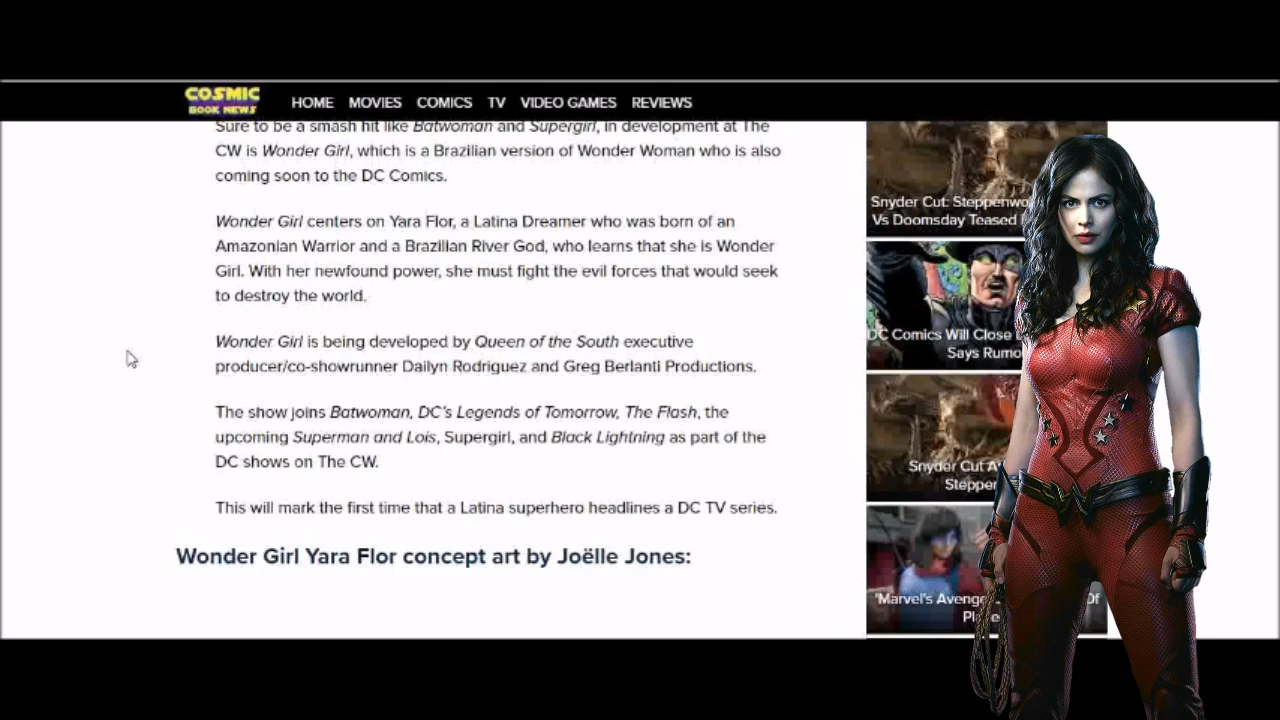 COSMIC
BOOK NEWS
HOME MOVIES COMICS TV VIDEO GAMES REVIEWS
Sure to be a smash hit like Batwoman and Supergirl, in development at The
CW is Wonder Girl, which is a Brazilian version of Wonder Woman who is also
coming soon to the DC Comics.
Wonder Girl centers on Yara Flor, a Latina Dreamer who was born of an
Amazonian Warrior and a Brazilian River God, who learns that she is Wonder
Girl. With her newfound power, she must fight the evil forces that would seek
to destroy the world.
Wonder Girl is being developed by Queen of the South executive
producer/co-showrunner Dailyn Rodriguez and Greg Berlanti Productions.
The show joins Batwoman, DC's Legends of Tomorrow, The Flash, the
upcoming Superman and Lois, Supergirl, and Black Lightning as part of the
DC shows on The CW.
This will mark the first time that a Latina superhero headlines a DC TV series.
Wonder Girl Yara Flor concept art by Joëlle Jones:
Snyder Cut: Steppenwo
Vs Doomsday Teased
DC Comics Will Close
Says Rumo
Snyder Cut A
Stepper
'Marvel's Avenge Of
Pla